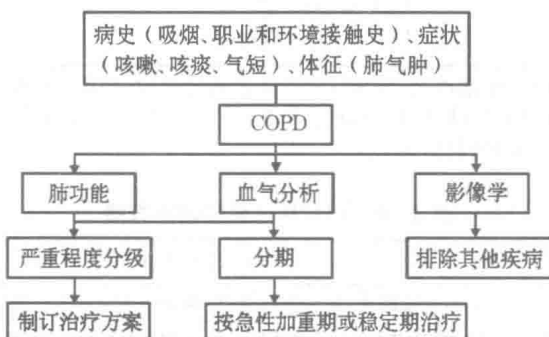 病史（吸烟、职业和环境接触史）、症状
（咳嗽、咳痰、气短）、体征（肺气肿）
COPD
肺功能
血气分析
影像学
严重程度分级
分期
排除其他疾病
制订治疗方案
按急性加重期或稳定期治疗